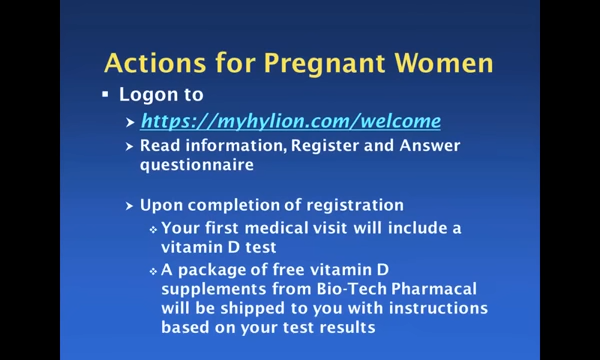 Actions for Pregnant Women
▪ Logon to
➤ https://myhylion.com/welcome
➤ Read information, Register and Answer
questionnaire
➤ Upon completion of registration
❖ Your first medical visit will include a
vitamin D test
❖ A package of free vitamin D
supplements from Bio-Tech Pharmacal
will be shipped to you with instructions
based on your test results